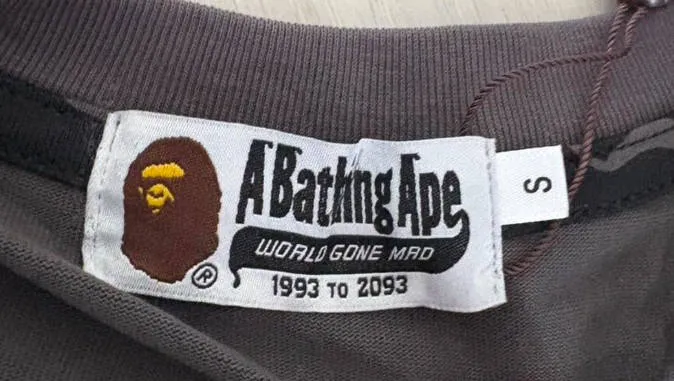 A Bathing Ape
WORLD GONE MAD
1993 TO 2093
®
S